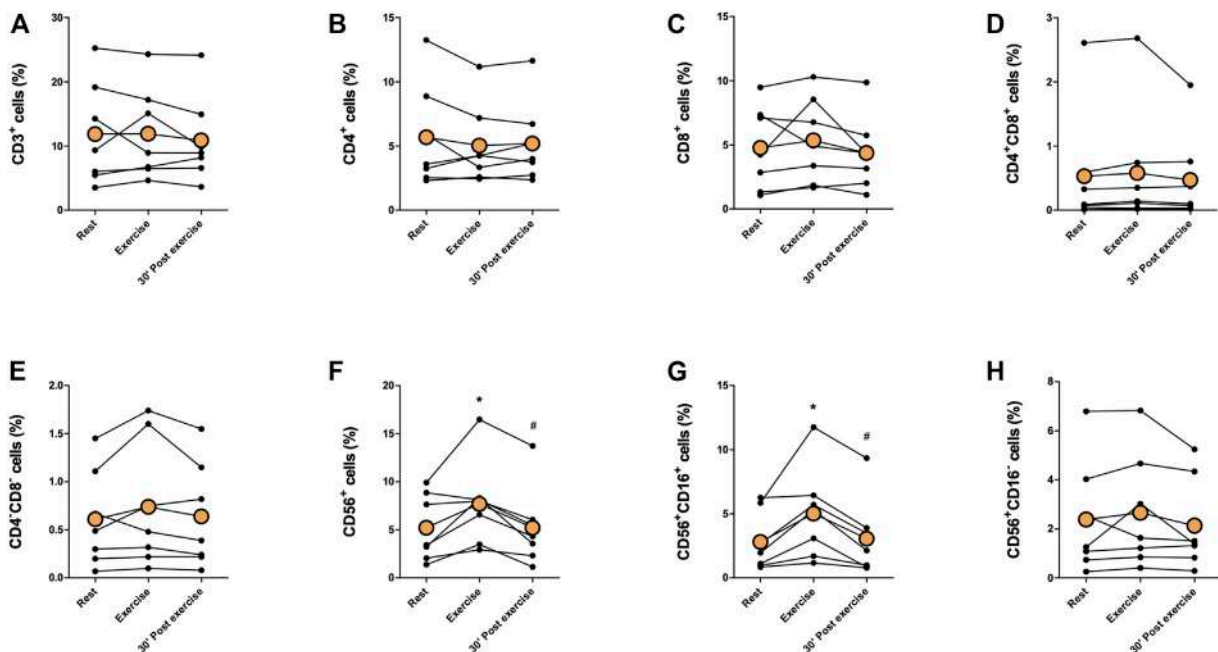 A
CD3+ cells (%)
30
20
10
0
Rest
Exercise
30' Post exercise
B
CD4+ cells (%)
15
10
5
0
Rest
Exercise
30' Post exercise
C
CD8+ cells (%)
15
10
5
0
Rest
Exercise
30' Post exercise
D
CD4+CD8+ cells (%)
3
2
1
0
Rest
Exercise
30' Post exercise
E
CD4-CD8- cells (%)
2.0
1.5
1.0
0.5
0.0
Rest
Exercise
30' Post exercise
F
CD56+ cells (%)
20
15
10
5
0
*
#
Rest
Exercise
30' Post exercise
G
CD56+CD16+ cells (%)
15
10
5
0
*
#
Rest
Exercise
30' Post exercise
H
CD56+CD16- cells (%)
8
6
4
2
0
Rest
Exercise
30' Post exercise